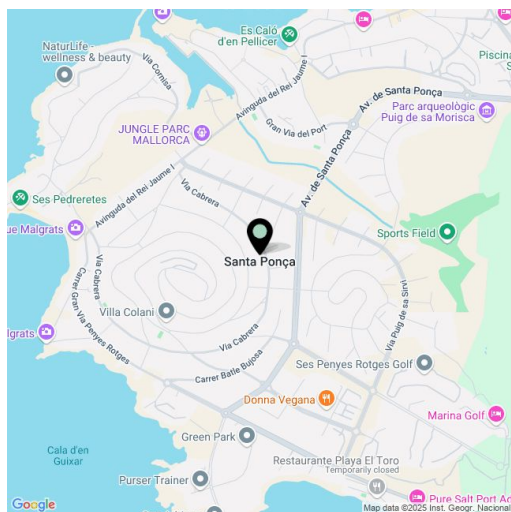 Es Caló
d'en Pellicer
NaturLife -
wellness & beauty
Via Cornisa
Avinguda del Rei Jaume I
Av. de Santa Ponça
Piscina
Gran Via del Port
Parc arqueològic
Puig de sa Morisca
JUNGLE PARC
MALLORCA
Av. de Santa Ponça
Ses Pedreretes
Via Cabrera
Avinguda del Rei Jaume I
ue Malgrats
Sports Field
Santa Ponça
Via Cabrera
Carrer Gran Via Penyes Rotges
Via Puig de sa Sirvi
Villa Colani
algrats
Via Cabrera
Ses Penyes Rotges Golf
Carrer Batle Bujosa
Donna Vegana
Marina Golf
Green Park
Cala d'en
Guixar
Restaurante Playa El Toro
Temporarily closed
Purser Trainer
Pure Salt Port Ad
Google
Map data ©2025 Inst. Geogr. Nacional